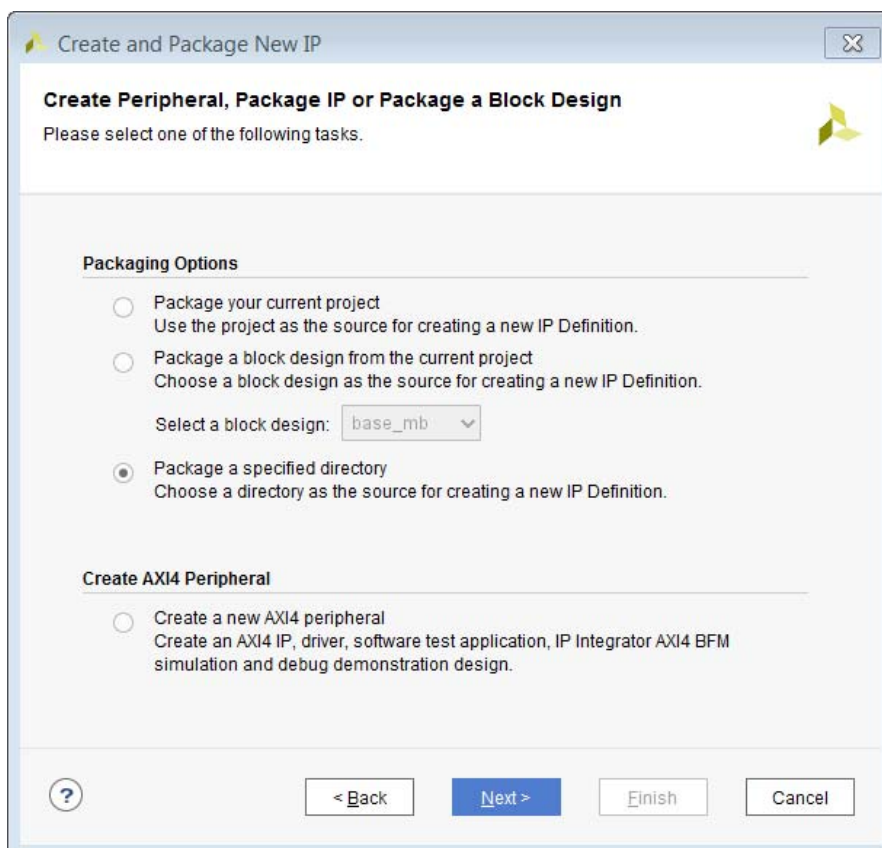 Create and Package New IP
Create Peripheral, Package IP or Package a Block Design
Please select one of the following tasks.
Packaging Options
Package your current project
Use the project as the source for creating a new IP Definition.
Package a block design from the current project
Choose a block design as the source for creating a new IP Definition.
Select a block design: base_mb
Package a specified directory
Choose a directory as the source for creating a new IP Definition.
Create AXI4 Peripheral
Create a new AXI4 peripheral
Create an AXI4 IP, driver, software test application, IP Integrator AXI4 BFM
simulation and debug demonstration design.
? < Back Next > Finish Cancel